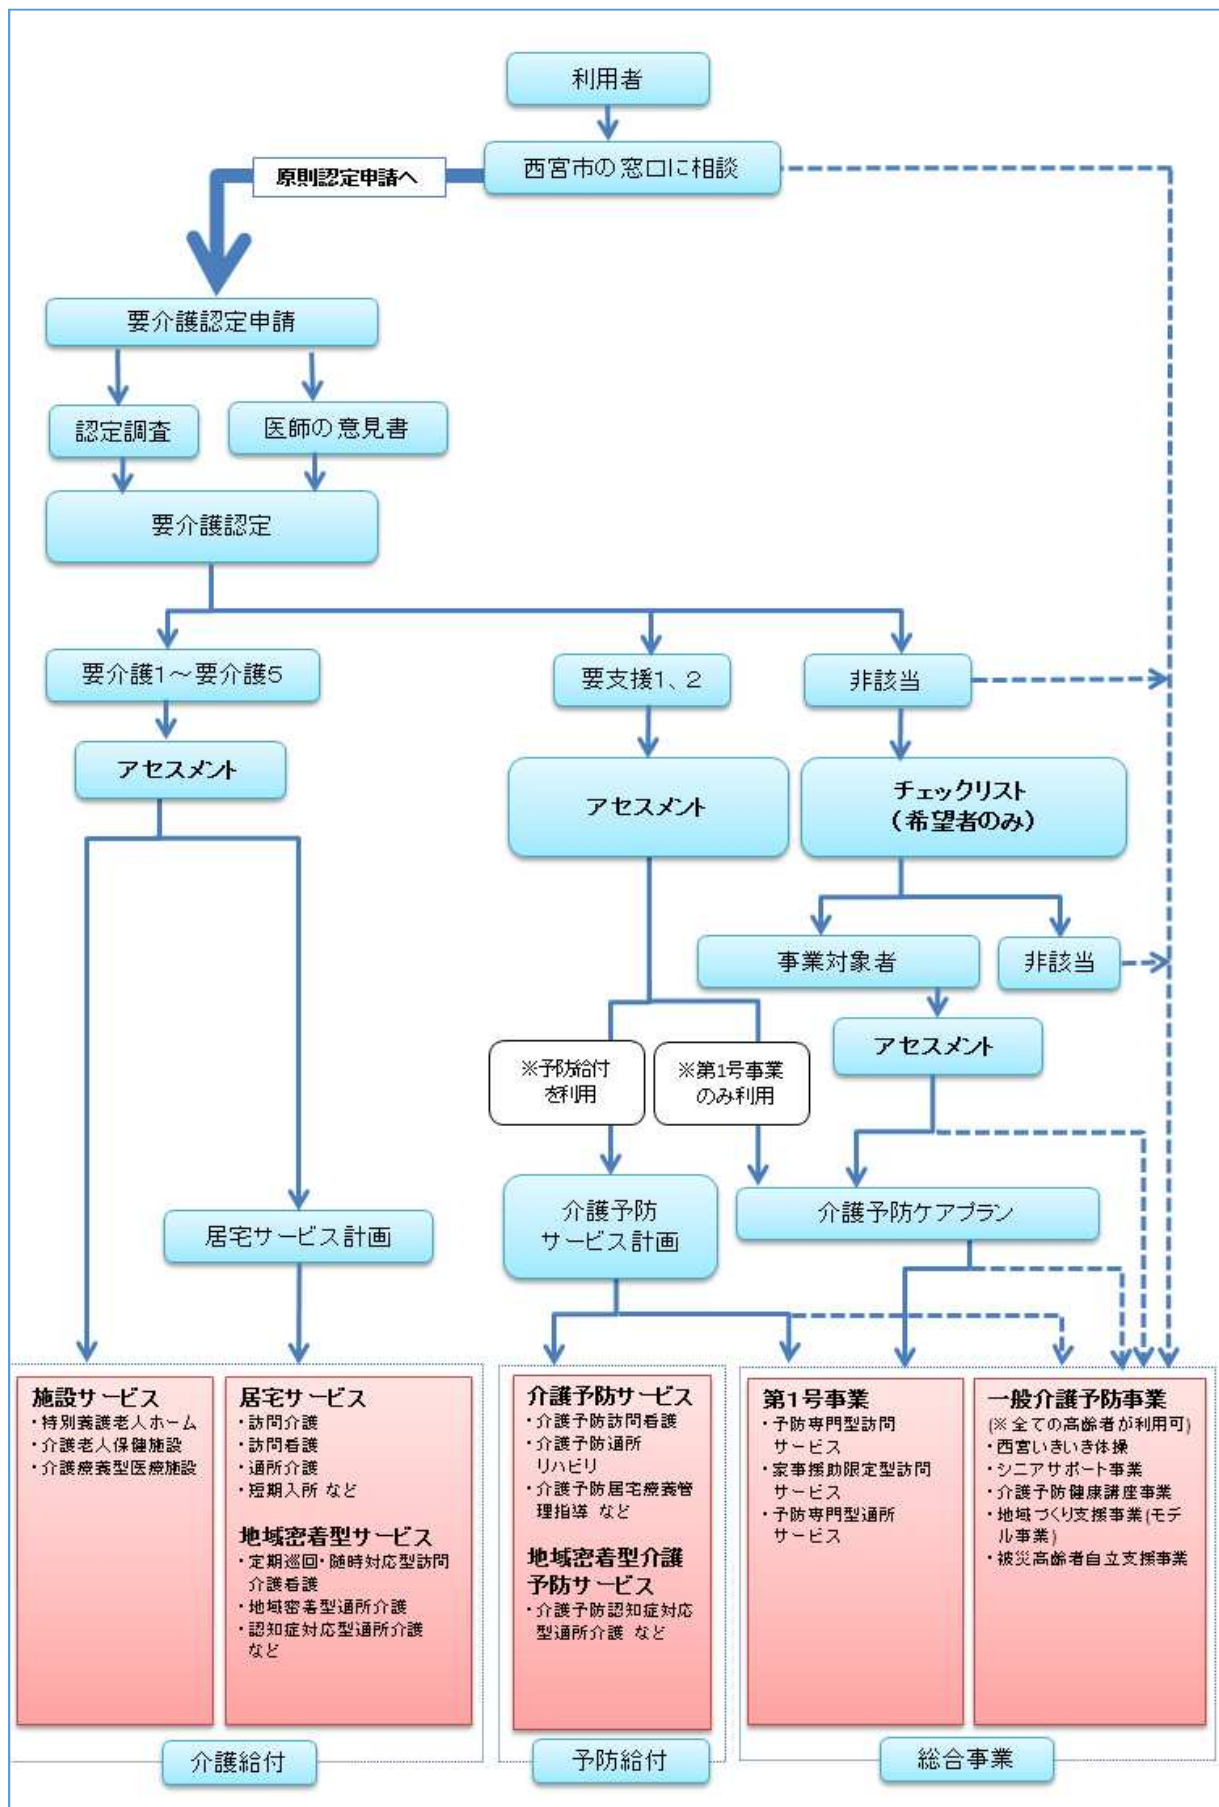 利用者
西宮市の窓口に相談
原則認定申請へ
要介護認定申請
認定調査
医師の意見書
要介護認定
要介護1～要介護5
要支援1、2
非該当
アセスメント
アセスメント
チェックリスト
（希望者のみ）
事業対象者
非該当
アセスメント
※予防給付
を利用
※第1号事業
のみ利用
居宅サービス計画
介護予防
サービス計画
介護予防ケアプラン
施設サービス
・特別養護老人ホーム
・介護老人保健施設
・介護療養型医療施設
居宅サービス
・訪問介護
・訪問看護
・通所介護
・短期入所 など
地域密着型サービス
・定期巡回・随時対応型訪問
介護看護
・地域密着型通所介護
・認知症対応型通所介護
など
介護給付
介護予防サービス
・介護予防訪問看護
・介護予防通所
リハビリ
・介護予防居宅療養管
理指導 など
地域密着型介護
予防サービス
・介護予防認知症対応
型通所介護 など
予防給付
第1号事業
・予防専門型訪問
サービス
・家事援助限定型訪問
サービス
・予防専門型通所
サービス
一般介護予防事業
(※全ての高齢者が利用可)
・西宮いきいき体操
・シニアサポート事業
・介護予防健康講座事業
・地域づくり支援事業(モデ
ル事業)
・被災高齢者自立支援事業
総合事業